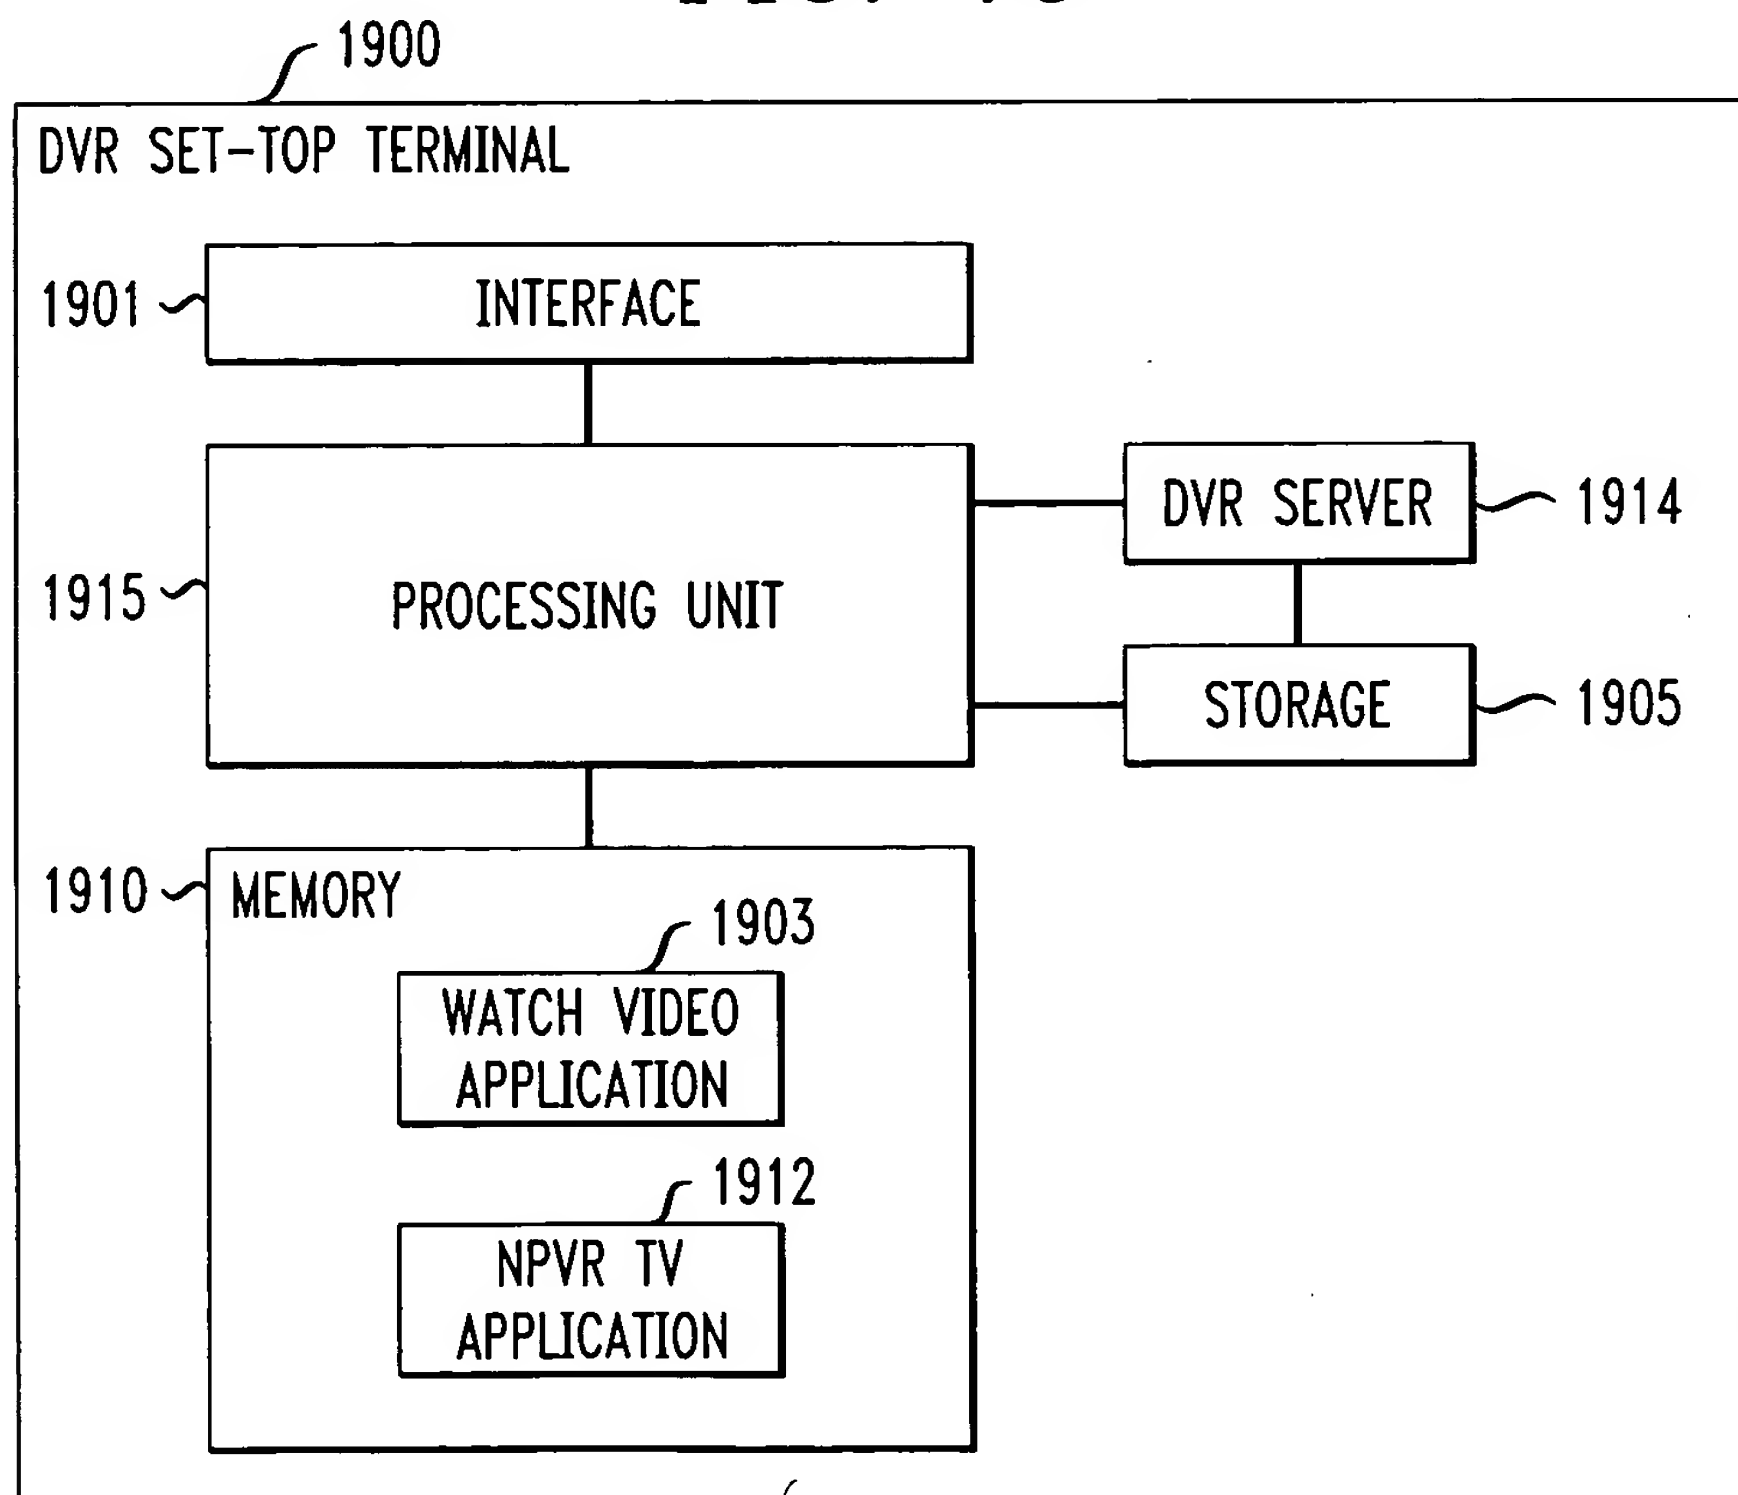 1900
DVR SET-TOP TERMINAL
1901
INTERFACE
1915
PROCESSING UNIT
DVR SERVER
1914
STORAGE
1905
1910
MEMORY
1903
WATCH VIDEO
APPLICATION
1912
NPVR TV
APPLICATION